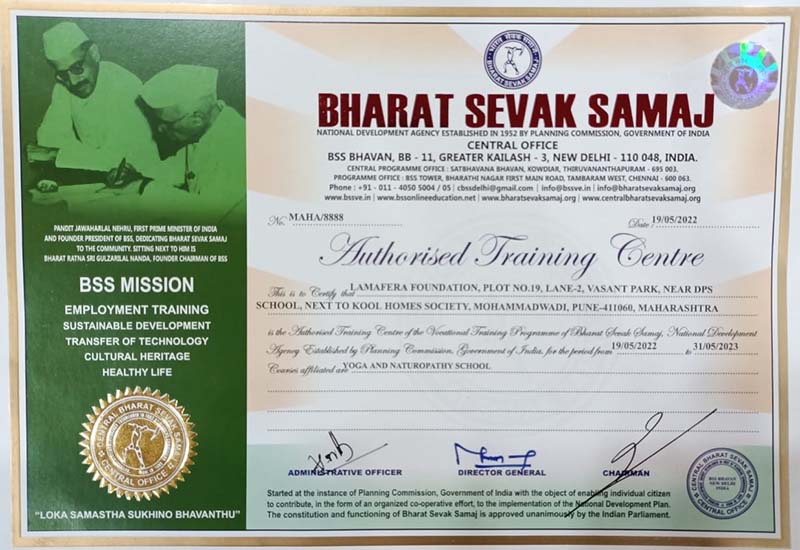 भारत सेवक समाज
BHARAT SEVAK SAMAJ
BHARAT SEVAK SAMAJ
NATIONAL DEVELOPMENT AGENCY ESTABLISHED IN 1952 BY PLANNING COMMISSION, GOVERNMENT OF INDIA
CENTRAL OFFICE
BSS BHAVAN, BB - 11, GREATER KAILASH - 3, NEW DELHI - 110 048, INDIA.
CENTRAL PROGRAMME OFFICE : SATBHAVANA BHAVAN, KOWDIAR, THIRUVANANTHAPURAM - 695 003.
PROGRAMME OFFICE : BSS TOWER, BHARATHI NAGAR FIRST MAIN ROAD, TAMBARAM WEST, CHENNAI - 600 063.
Phone : +91 - 011 - 4050 5004 / 05 | cbssdelhi@gmail.com | info@bssve.in | info@bharatsevaksamaj.org
www.bssve.in | www.bssonlineeducation.net | www.bharatsevaksamaj.org | www.centralbharatsevaksamaj.org
No. MAHA/8888
Date 19/05/2022
Authorised Training Centre
This is to Certify that LAMAFERA FOUNDATION, PLOT NO.19, LANE-2, VASANT PARK, NEAR DPS
SCHOOL, NEXT TO KOOL HOMES SOCIETY, MOHAMMADWADI, PUNE-411060, MAHARASHTRA
is the Authorised Training Centre of the Vocational Training Programme of Bharat Sevak Samaj, National Development
Agency Established by Planning Commission, Government of India, for the period from 19/05/2022 to 31/05/2023
Courses affiliated are YOGA AND NATUROPATHY SCHOOL
ADMINISTRATIVE OFFICER
DIRECTOR GENERAL
CHAIRMAN
CENTRAL BHARAT SEVAK SAMAJ
BSS BHAVAN
NEW DELHI
INDIA
CENTRAL OFFICE
Started at the instance of Planning Commission, Government of India with the object of enabling individual citizen
to contribute, in the form of an organized co-operative effort, to the implementation of the National Development Plan.
The constitution and functioning of Bharat Sevak Samaj is approved unanimously by the Indian Parliament.
PANDIT JAWAHARLAL NEHRU, FIRST PRIME MINISTER OF INDIA
AND FOUNDER PRESIDENT OF BSS, DEDICATING BHARAT SEVAK SAMAJ
TO THE COMMUNITY. SITTING NEXT TO HIM IS
BHARAT RATNA SRI GULZARILAL NANDA, FOUNDER CHAIRMAN OF BSS
BSS MISSION
EMPLOYMENT TRAINING
SUSTAINABLE DEVELOPMENT
TRANSFER OF TECHNOLOGY
CULTURAL HERITAGE
HEALTHY LIFE
CENTRAL BHARAT SEVAK SAMAJ
CENTRAL OFFICE
"LOKA SAMASTHA SUKHINO BHAVANTHU"